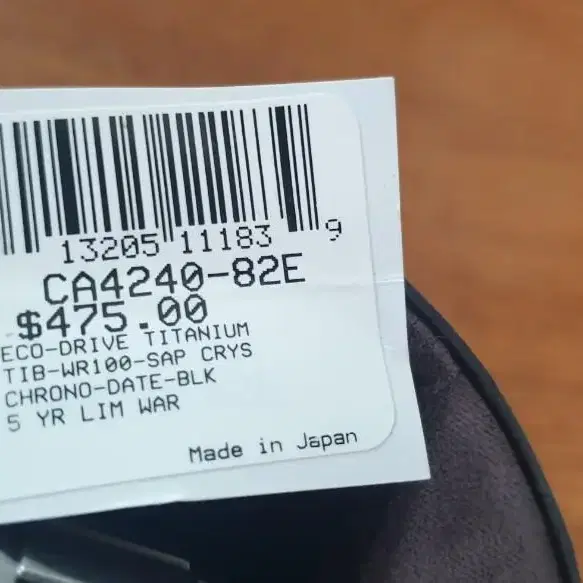 13205 11183 9
CA4240-82E
$475.00
ECO-DRIVE TITANIUM
TIB-WR100-SAP CRYS
CHRONO-DATE-BLK
5 YR LIM WAR
Made in Japan